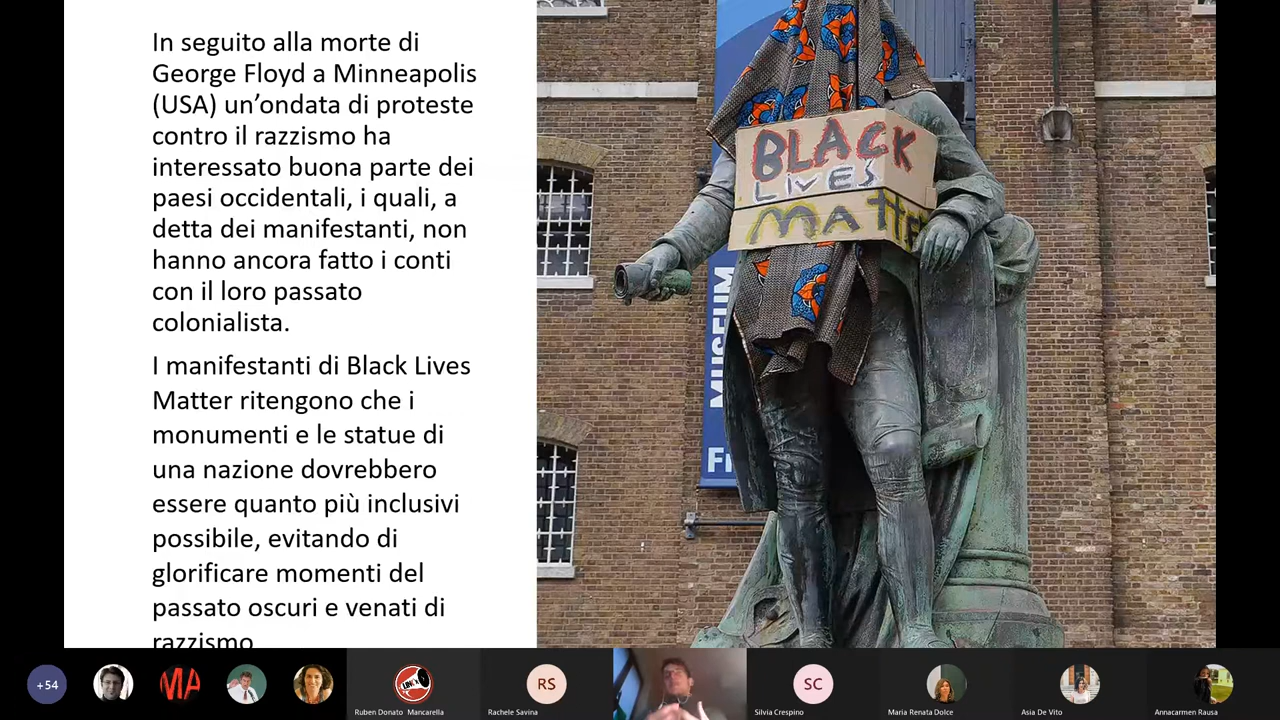 In seguito alla morte di
George Floyd a Minneapolis
(USA) un’ondata di proteste
contro il razzismo ha
interessato buona parte dei
paesi occidentali, i quali, a
detta dei manifestanti, non
hanno ancora fatto i conti
con il loro passato
colonialista.
I manifestanti di Black Lives
Matter ritengono che i
monumenti e le statue di
una nazione dovrebbero
essere quanto più inclusivi
possibile, evitando di
glorificare momenti del
passato oscuri e venati di
razzismo
BLACK
LIVES
MATTE
MUSEUM
+54
MA
RS
SC
Ruben Donato Mancarella
Rachele Savina
Silvia Crespino
Maria Renata Dolce
Asia De Vito
Annacarmen Rausa